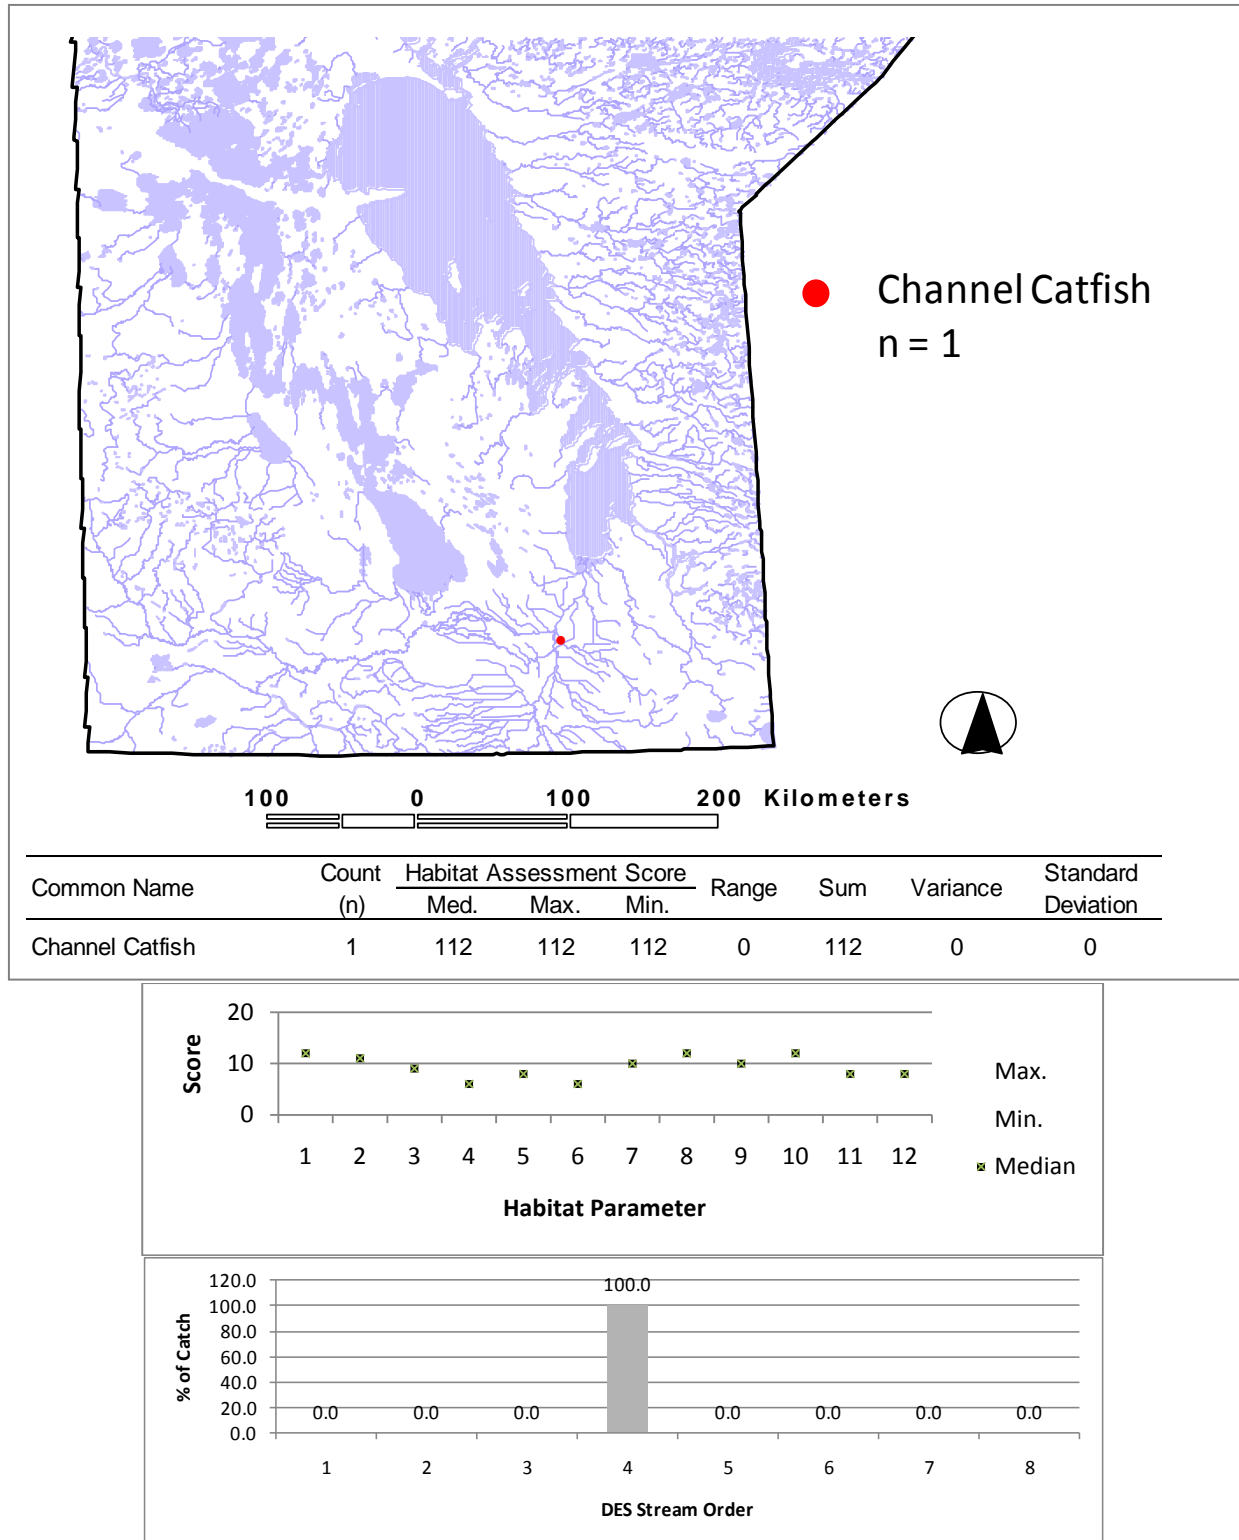 Channel Catfish
n = 1
100 0 100 200 Kilometers
Common Name Count (n) Habitat Assessment Score Med. Max. Min. Range Sum Variance Standard Deviation
Channel Catfish 1 112 112 112 0 112 0 0
20
10
0
Score
1 2 3 4 5 6 7 8 9 10 11 12
Habitat Parameter
Max.
Min.
Median
120.0
100.0
80.0
60.0
40.0
20.0
0.0
% of Catch
0.0 0.0 0.0 100.0 0.0 0.0 0.0 0.0
1 2 3 4 5 6 7 8
DES Stream Order